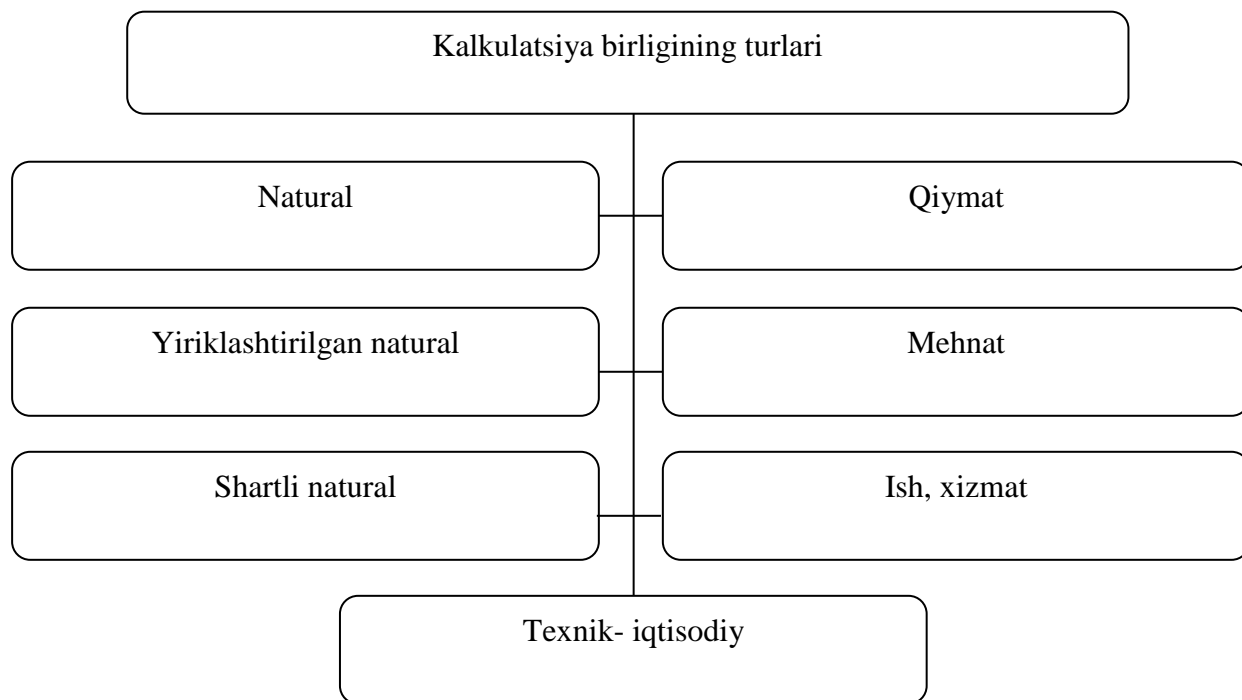 Kalkulatsiya birligining turlari
Natural
Qiymat
Yiriklashtirilgan natural
Mehnat
Shartli natural
Ish, xizmat
Texnik- iqtisodiy